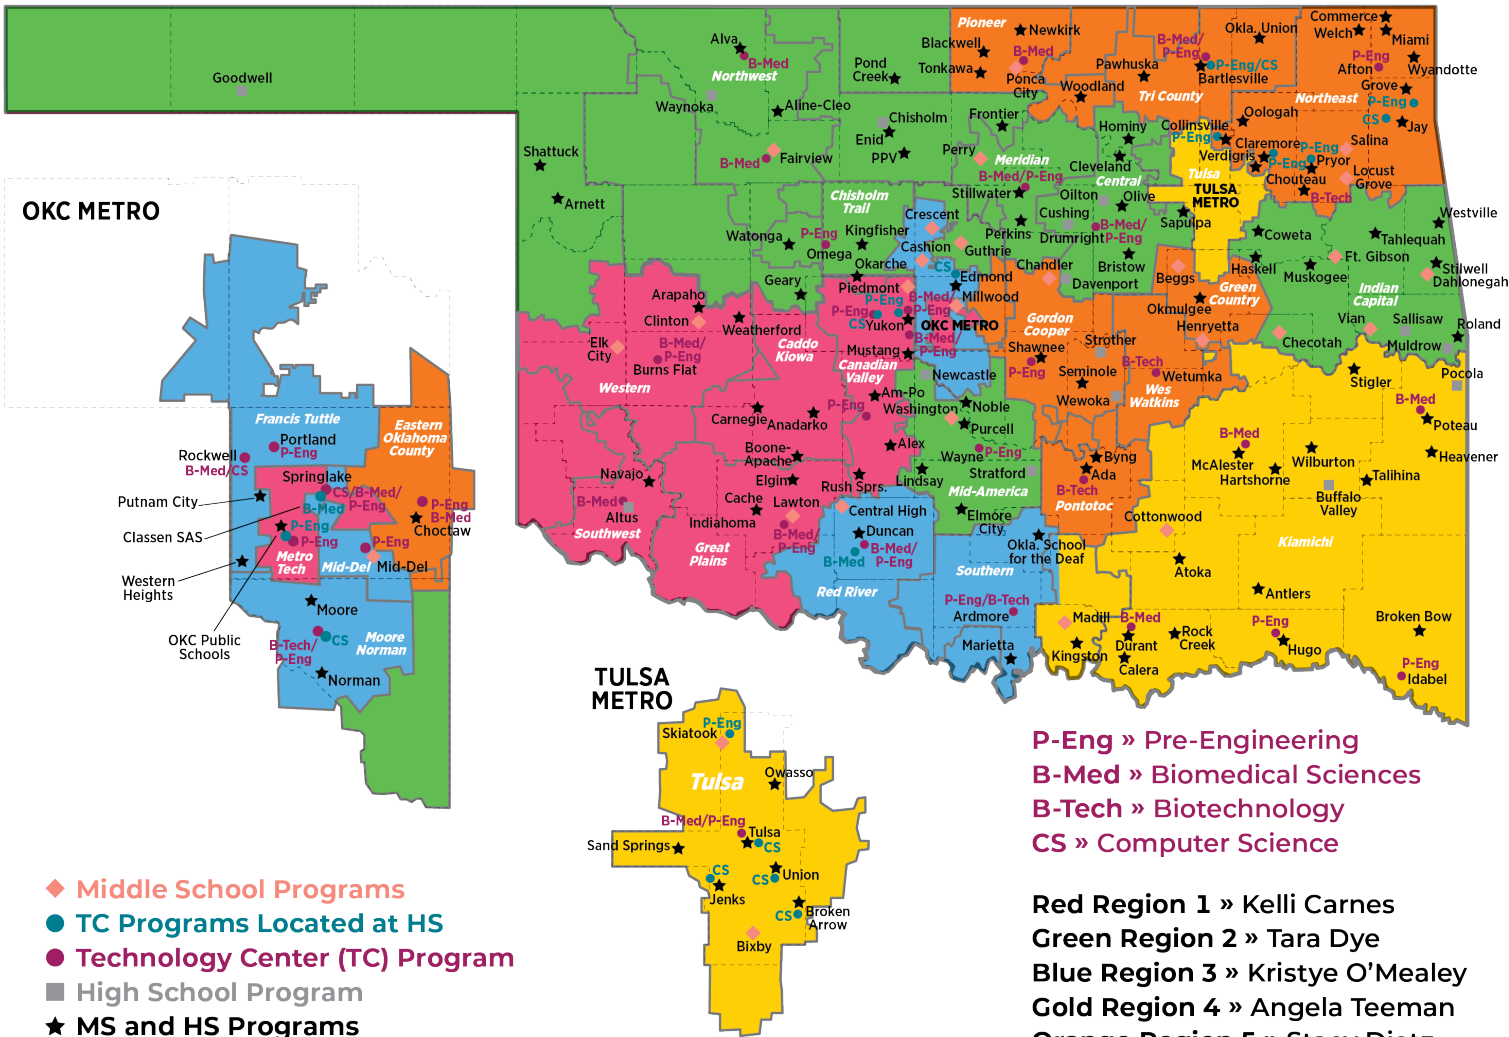 Goodwell
Alva
B-Med
Northwest
Waynoka
Aline-Cleo
B-Med
Fairview
Pond
Creek
Chisholm
Enid
PPV
Shattuck
Arnett
Pioneer
Newkirk
Blackwell
B-Med
Tonkawa
Ponca
City
Woodland
Pawhuska
B-Med/
P-Eng
Okla. Union
P-Eng/CS
Bartlesville
Tri County
Commerce
Welch
Miami
P-Eng
Afton
Wyandotte
Grove
P-Eng
Northeast
CS
Jay
Oologah
Collinsville
P-Eng
Verdigris
Claremore
P-Eng
P-Eng
Pryor
Salina
Chouteau
Locust
Grove
B-Tech
Frontier
Perry
Meridian
B-Med/P-Eng
Stillwater
Perkins
Hominy
Cleveland
Central
Oilton
Olive
Cushing
Drumright
B-Med/
P-Eng
Bristow
Sapulpa
Tulsa
TULSA
METRO
Chisholm
Trail
Watonga
P-Eng
Omega
Kingfisher
Okarche
Geary
Crescent
Cashion
Guthrie
CS
Edmond
Piedmont
P-Eng
P-Eng
CS
Yukon
B-Med/
P-Eng
Millwood
OKC METRO
B-Med/
P-Eng
Mustang
Canadian
Valley
Newcastle
Chandler
Davenport
Gordon
Cooper
Shawnee
P-Eng
Strother
Seminole
Wewoka
Beggs
Okmulgee
Green
Country
Henryetta
B-Tech
Wetumka
Wes
Watkins
Coweta
Haskell
Muskogee
Tahlequah
Westville
Ft. Gibson
Stilwell
Dahlonegah
Indian
Capital
Vian
Sallisaw
Roland
Checotah
Muldrow
Pocola
Arapaho
Clinton
Weatherford
Elk
City
B-Med/
P-Eng
Burns Flat
Western
Caddo
Kiowa
Carnegie
Anadarko
Boone-
Apache
Navajo
Elgin
Cache
Lawton
Indiahoma
B-Med
Altus
Southwest
B-Med/
P-Eng
Great
Plains
Rush Sprs.
Am-Po
P-Eng
Alex
Washington
Noble
Purcell
Wayne
P-Eng
Stratford
Lindsay
Mid-America
Elmore
City
Central High
Duncan
B-Med
B-Med/
P-Eng
Red River
Okla. School
for the Deaf
Southern
P-Eng/B-Tech
Ardmore
Marietta
Byng
Ada
B-Tech
Pontotoc
Stigler
B-Med
Poteau
B-Med
McAlester
Hartshorne
Wilburton
Heavener
Talihina
Buffalo
Valley
Cottonwood
Kiamichi
Atoka
Antlers
Madill
Kingston
B-Med
Durant
Calera
Rock
Creek
P-Eng
Hugo
Broken Bow
P-Eng
Idabel
OKC METRO
Francis Tuttle
Portland
P-Eng
Rockwell
B-Med/CS
Eastern
Oklahoma
County
Springlake
CS/B-Med/
P-Eng
B-Med
Putnam City
P-Eng
B-Med
Choctaw
Classen SAS
P-Eng
P-Eng
P-Eng
Metro
Tech
Mid-Del
Mid-Del
Western
Heights
Moore
OKC Public
Schools
B-Tech/
P-Eng
CS
Moore
Norman
Norman
TULSA
METRO
P-Eng
Skiatook
Tulsa
Owasso
B-Med/P-Eng
Tulsa
CS
Sand Springs
CS
CS
Union
Jenks
CS
Broken
Arrow
Bixby
P-Eng » Pre-Engineering
B-Med » Biomedical Sciences
B-Tech » Biotechnology
CS » Computer Science
Middle School Programs
TC Programs Located at HS
Technology Center (TC) Program
High School Program
MS and HS Programs
Red Region 1 » Kelli Carnes
Green Region 2 » Tara Dye
Blue Region 3 » Kristye O'Mealey
Gold Region 4 » Angela Teeman
Orange Region 5 » Stacy Dietz